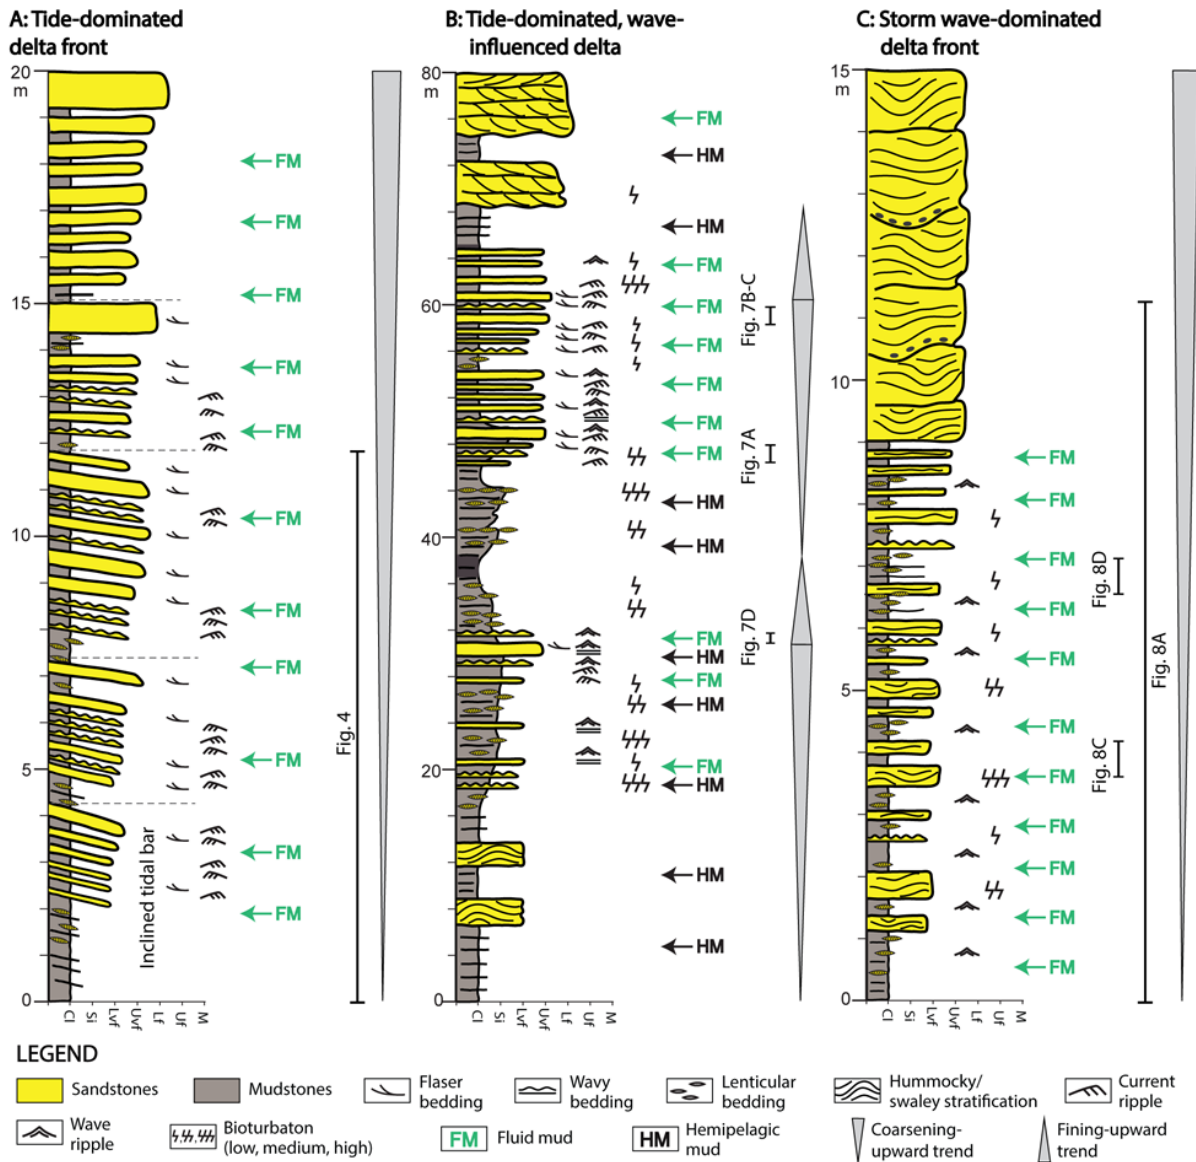 A: Tide-dominated
delta front
B: Tide-dominated, wave-
influenced delta
C: Storm wave-dominated
delta front
20
m
15
10
5
0
Cl
Si
Lvf
Uvf
Lf
Uf
M
FM
FM
FM
FM
FM
FM
FM
FM
FM
FM
FM
Inclined tidal bar
Fig. 4
80
m
60
40
20
0
Cl
Si
Lvf
Uvf
Lf
Uf
M
FM
HM
HM
FM
FM
FM
FM
FM
FM
HM
HM
FM
HM
FM
HM
FM
HM
HM
HM
Fig. 7B-C
Fig. 7A
Fig. 7D
15
m
10
5
0
Cl
Si
Lvf
Uvf
Lf
Uf
M
FM
FM
FM
FM
FM
FM
FM
FM
FM
FM
FM
Fig. 8D
Fig. 8C
Fig. 8A
LEGEND
Sandstones
Mudstones
Flaser
bedding
Wavy
bedding
Lenticular
bedding
Hummocky/
swaley stratification
Current
ripple
Wave
ripple
Bioturbaton
(low, medium, high)
FM
Fluid mud
HM
Hemipelagic
mud
Coarsening-
upward trend
Fining-upward
trend